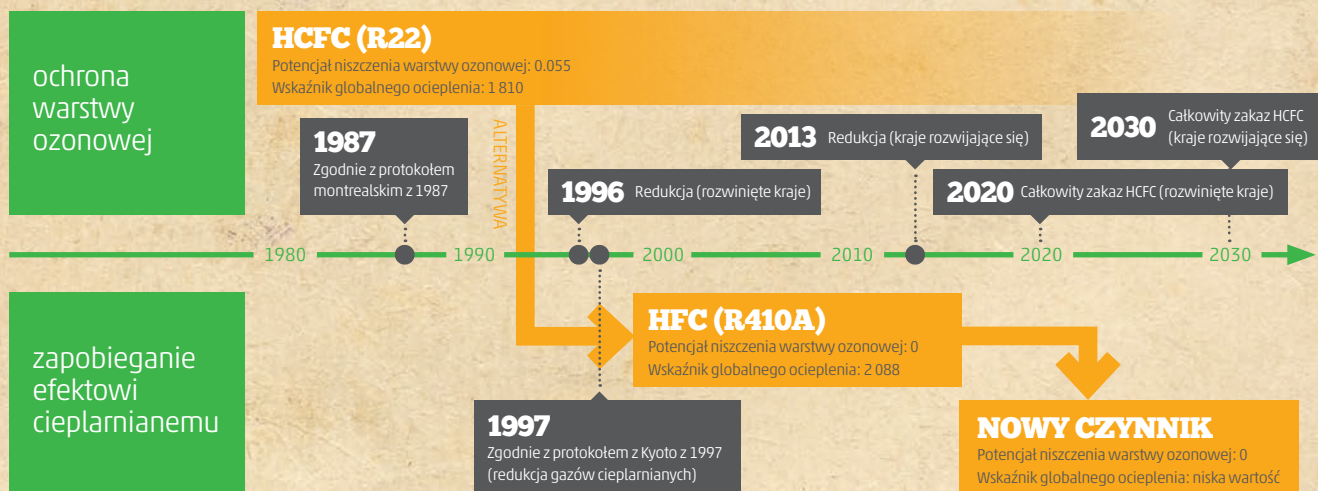 ochrona
warstwy
ozonowej
HCFC (R22)
Potencjał niszczenia warstwy ozonowej: 0.055
Wskaźnik globalnego ocieplenia: 1 810
ALTERNATYWA
1987
Zgodnie z protokołem
montrealskim z 1987
1996 Redukcja (rozwinięte kraje)
2013 Redukcja (kraje rozwijające się)
2020 Całkowity zakaz HCFC (rozwinięte kraje)
2030 Całkowity zakaz HCFC
(kraje rozwijające się)
1980 1990 2000 2010 2020 2030
zapobieganie
efektowi
cieplarnianemu
HFC (R410A)
Potencjał niszczenia warstwy ozonowej: 0
Wskaźnik globalnego ocieplenia: 2 088
1997
Zgodnie z protokołem z Kyoto z 1997
(redukcja gazów cieplarnianych)
NOWY CZYNNIK
Potencjał niszczenia warstwy ozonowej: 0
Wskaźnik globalnego ocieplenia: niska wartość